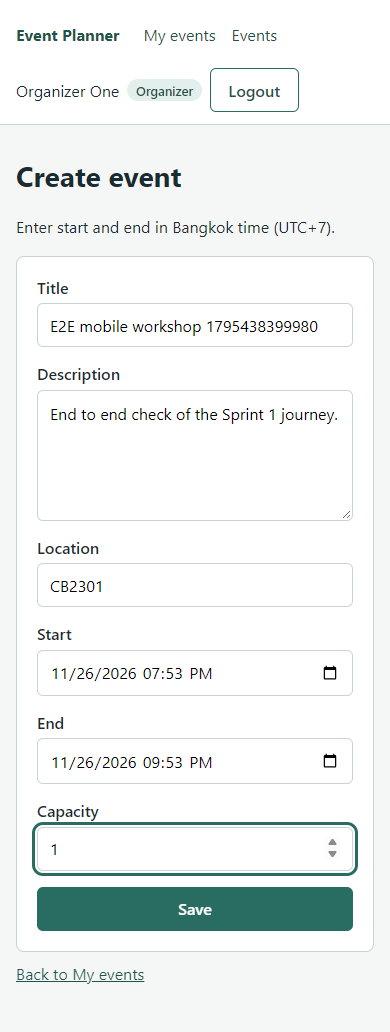 Event Planner My events Events
Organizer One Organizer Logout
Create event
Enter start and end in Bangkok time (UTC+7).
Title
E2E mobile workshop 1795438399980
Description
End to end check of the Sprint 1 journey.
Location
CB2301
Start
11/26/2026 07:53 PM
End
11/26/2026 09:53 PM
Capacity
1
Save
Back to My events